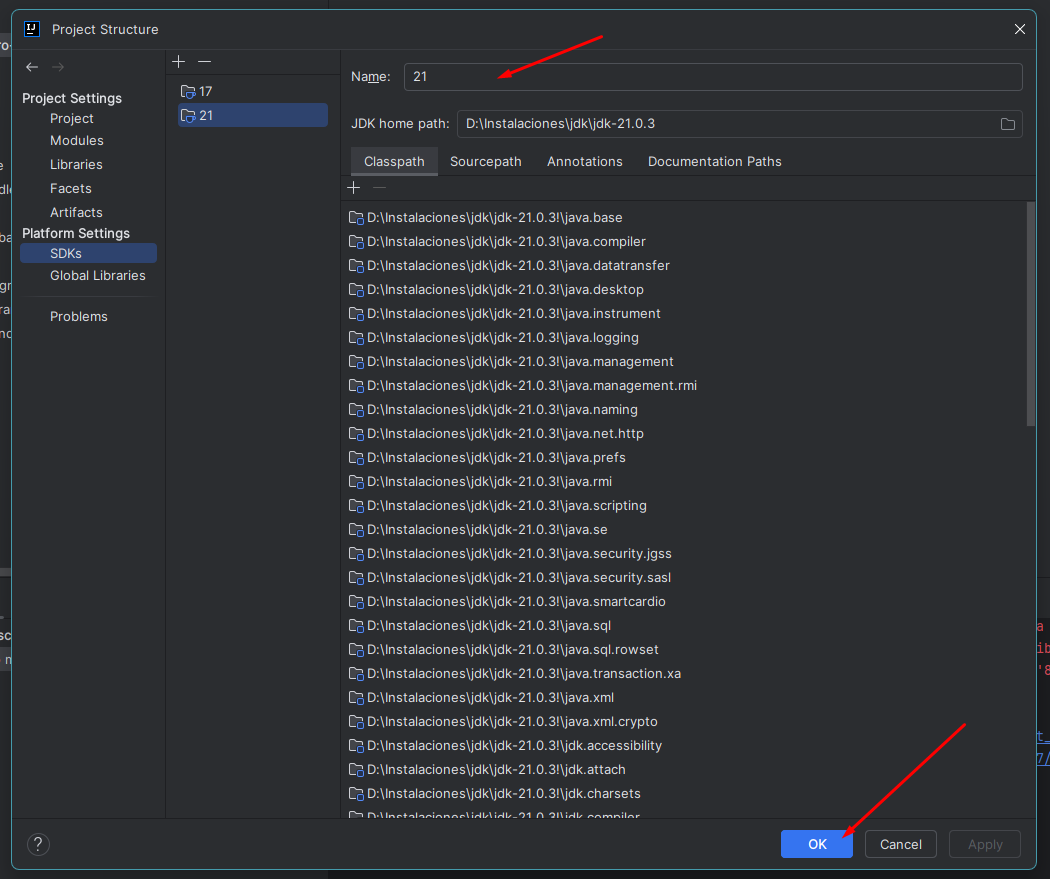 Project Structure
Project Settings
Project
Modules
Libraries
Facets
Artifacts
Platform Settings
SDKs
Global Libraries
Problems
17
21
Name: 21
JDK home path: D:\Instalaciones\jdk\jdk-21.0.3
Classpath Sourcepath Annotations Documentation Paths
D:\Instalaciones\jdk\jdk-21.0.3!\java.base
D:\Instalaciones\jdk\jdk-21.0.3!\java.compiler
D:\Instalaciones\jdk\jdk-21.0.3!\java.datatransfer
D:\Instalaciones\jdk\jdk-21.0.3!\java.desktop
D:\Instalaciones\jdk\jdk-21.0.3!\java.instrument
D:\Instalaciones\jdk\jdk-21.0.3!\java.logging
D:\Instalaciones\jdk\jdk-21.0.3!\java.management
D:\Instalaciones\jdk\jdk-21.0.3!\java.management.rmi
D:\Instalaciones\jdk\jdk-21.0.3!\java.naming
D:\Instalaciones\jdk\jdk-21.0.3!\java.net.http
D:\Instalaciones\jdk\jdk-21.0.3!\java.prefs
D:\Instalaciones\jdk\jdk-21.0.3!\java.rmi
D:\Instalaciones\jdk\jdk-21.0.3!\java.scripting
D:\Instalaciones\jdk\jdk-21.0.3!\java.se
D:\Instalaciones\jdk\jdk-21.0.3!\java.security.jgss
D:\Instalaciones\jdk\jdk-21.0.3!\java.security.sasl
D:\Instalaciones\jdk\jdk-21.0.3!\java.smartcardio
D:\Instalaciones\jdk\jdk-21.0.3!\java.sql
D:\Instalaciones\jdk\jdk-21.0.3!\java.sql.rowset
D:\Instalaciones\jdk\jdk-21.0.3!\java.transaction.xa
D:\Instalaciones\jdk\jdk-21.0.3!\java.xml
D:\Instalaciones\jdk\jdk-21.0.3!\java.xml.crypto
D:\Instalaciones\jdk\jdk-21.0.3!\jdk.accessibility
D:\Instalaciones\jdk\jdk-21.0.3!\jdk.attach
D:\Instalaciones\jdk\jdk-21.0.3!\jdk.charsets
D:\Instalaciones\jdk\jdk-21.0.3!\jdk.compiler
? OK Cancel Apply